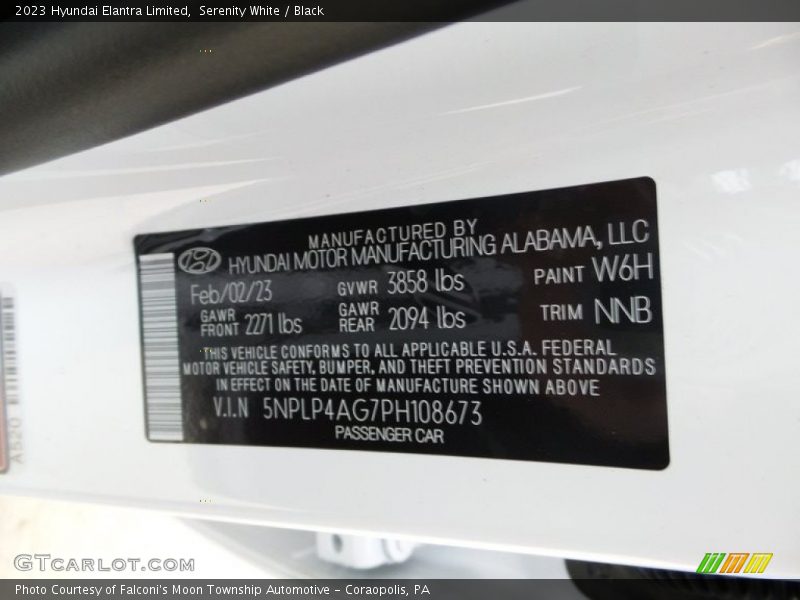 2023 Hyundai Elantra Limited, Serenity White / Black
MANUFACTURED BY
HYUNDAI MOTOR MANUFACTURING ALABAMA, LLC
Feb/02/23 GVWR 3858 lbs PAINT W6H
GAWR FRONT 2271 lbs GAWR REAR 2094 lbs TRIM NNB
THIS VEHICLE CONFORMS TO ALL APPLICABLE U.S.A. FEDERAL
MOTOR VEHICLE SAFETY, BUMPER, AND THEFT PREVENTION STANDARDS
IN EFFECT ON THE DATE OF MANUFACTURE SHOWN ABOVE
V.I.N 5NPLP4AG7PH108673
PASSENGER CAR
A520
GTCARLOT.COM
Photo Courtesy of Falconi's Moon Township Automotive - Coraopolis, PA